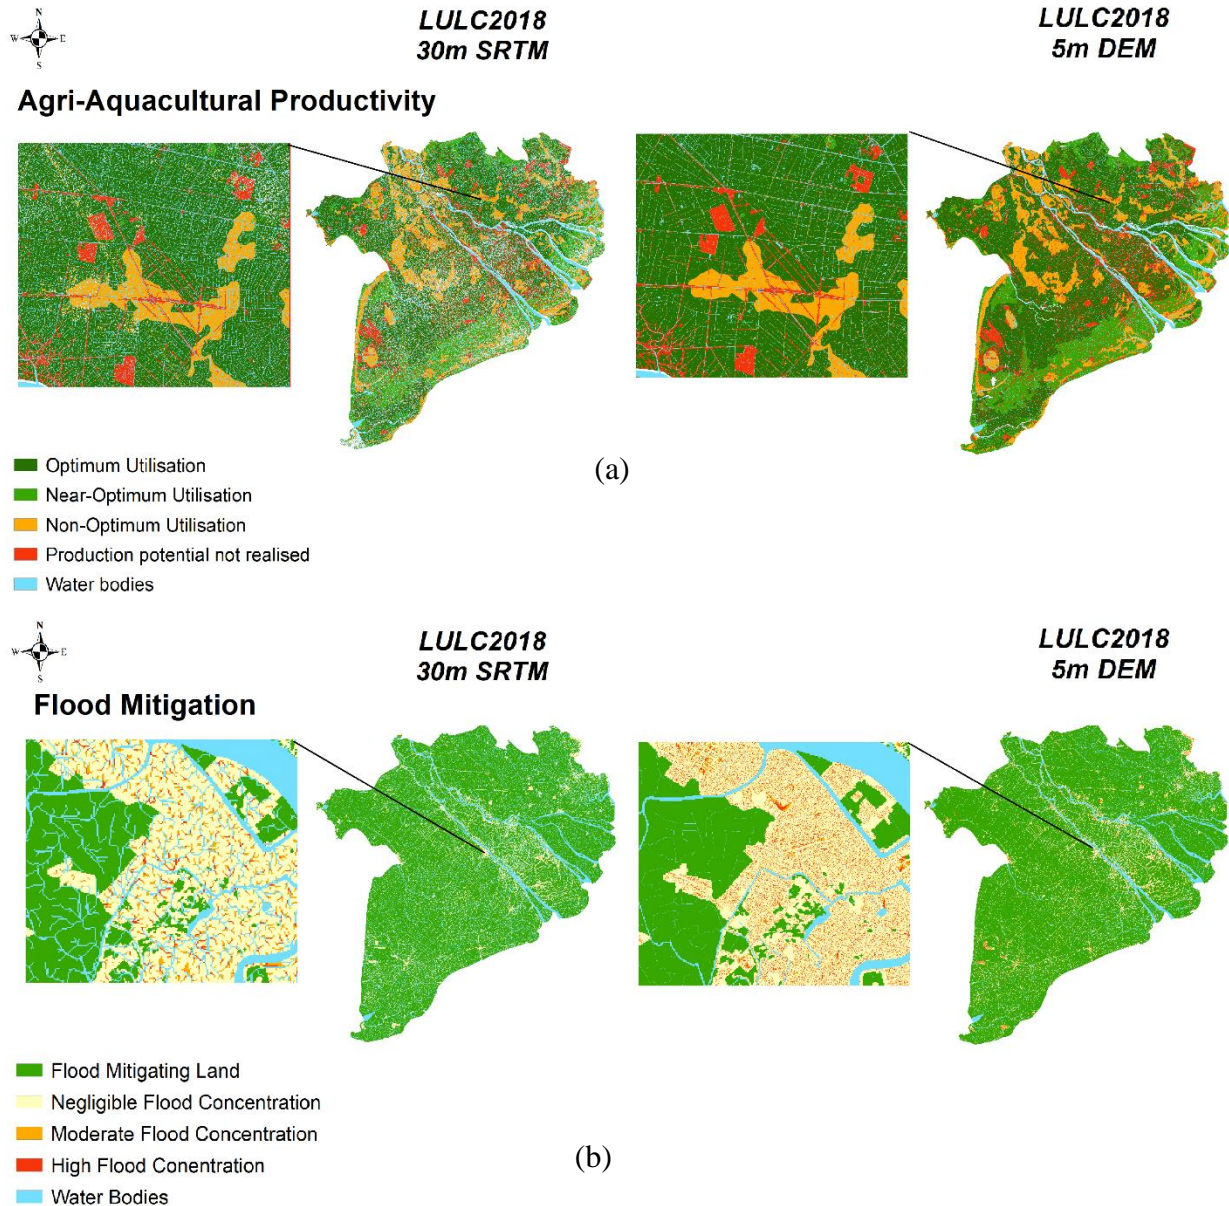 N
W E
S
LULC2018
30m SRTM
LULC2018
5m DEM
Agri-Aquacultural Productivity
Optimum Utilisation
Near-Optimum Utilisation
Non-Optimum Utilisation
Production potential not realised
Water bodies
(a)
N
W E
S
LULC2018
30m SRTM
LULC2018
5m DEM
Flood Mitigation
Flood Mitigating Land
Negligible Flood Concentration
Moderate Flood Concentration
High Flood Conentration
Water Bodies
(b)